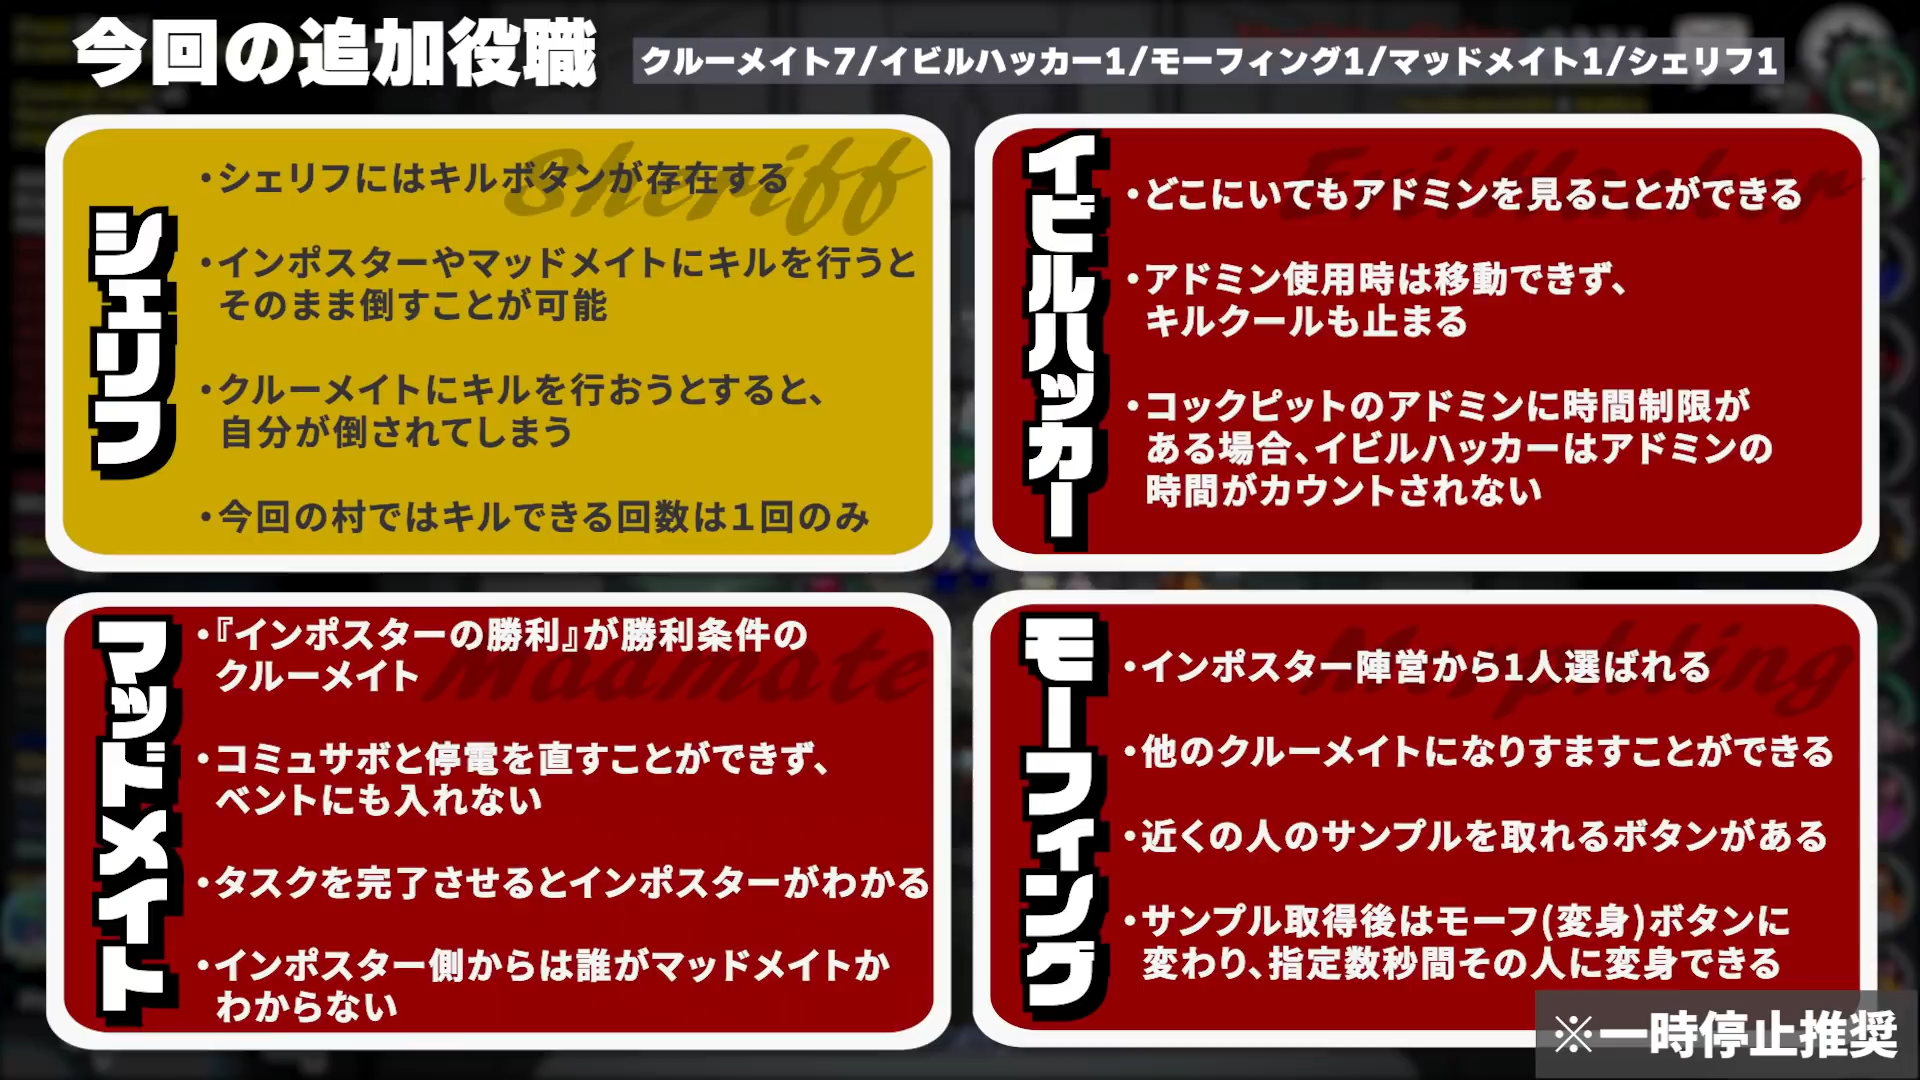 今回の追加役職
クルーメイト7/イビルハッカー1/モーフィング1/マッドメイト1/シェリフ1
シェリフ
Sheriff
・シェリフにはキルボタンが存在する
・インポスターやマッドメイトにキルを行うと
そのまま倒すことが可能
・クルーメイトにキルを行おうとすると、
自分が倒されてしまう
・今回の村ではキルできる回数は1回のみ
イビルハッカー
EvilHacker
・どこにいてもアドミンを見ることができる
・アドミン使用時は移動できず、
キルクールも止まる
・コックピットのアドミンに時間制限が
ある場合、イビルハッカーはアドミンの
時間がカウントされない
マッドメイト
Madmate
・『インポスターの勝利』が勝利条件の
クルーメイト
・コミュサボと停電を直すことができず、
ベントにも入れない
・タスクを完了させるとインポスターがわかる
・インポスター側からは誰がマッドメイトか
わからない
モーフィング
Morphting
・インポスター陣営から1人選ばれる
・他のクルーメイトになりすますことができる
・近くの人のサンプルを取れるボタンがある
・サンプル取得後はモーフ(変身)ボタンに
変わり、指定数秒間その人に変身できる
※一時停止推奨